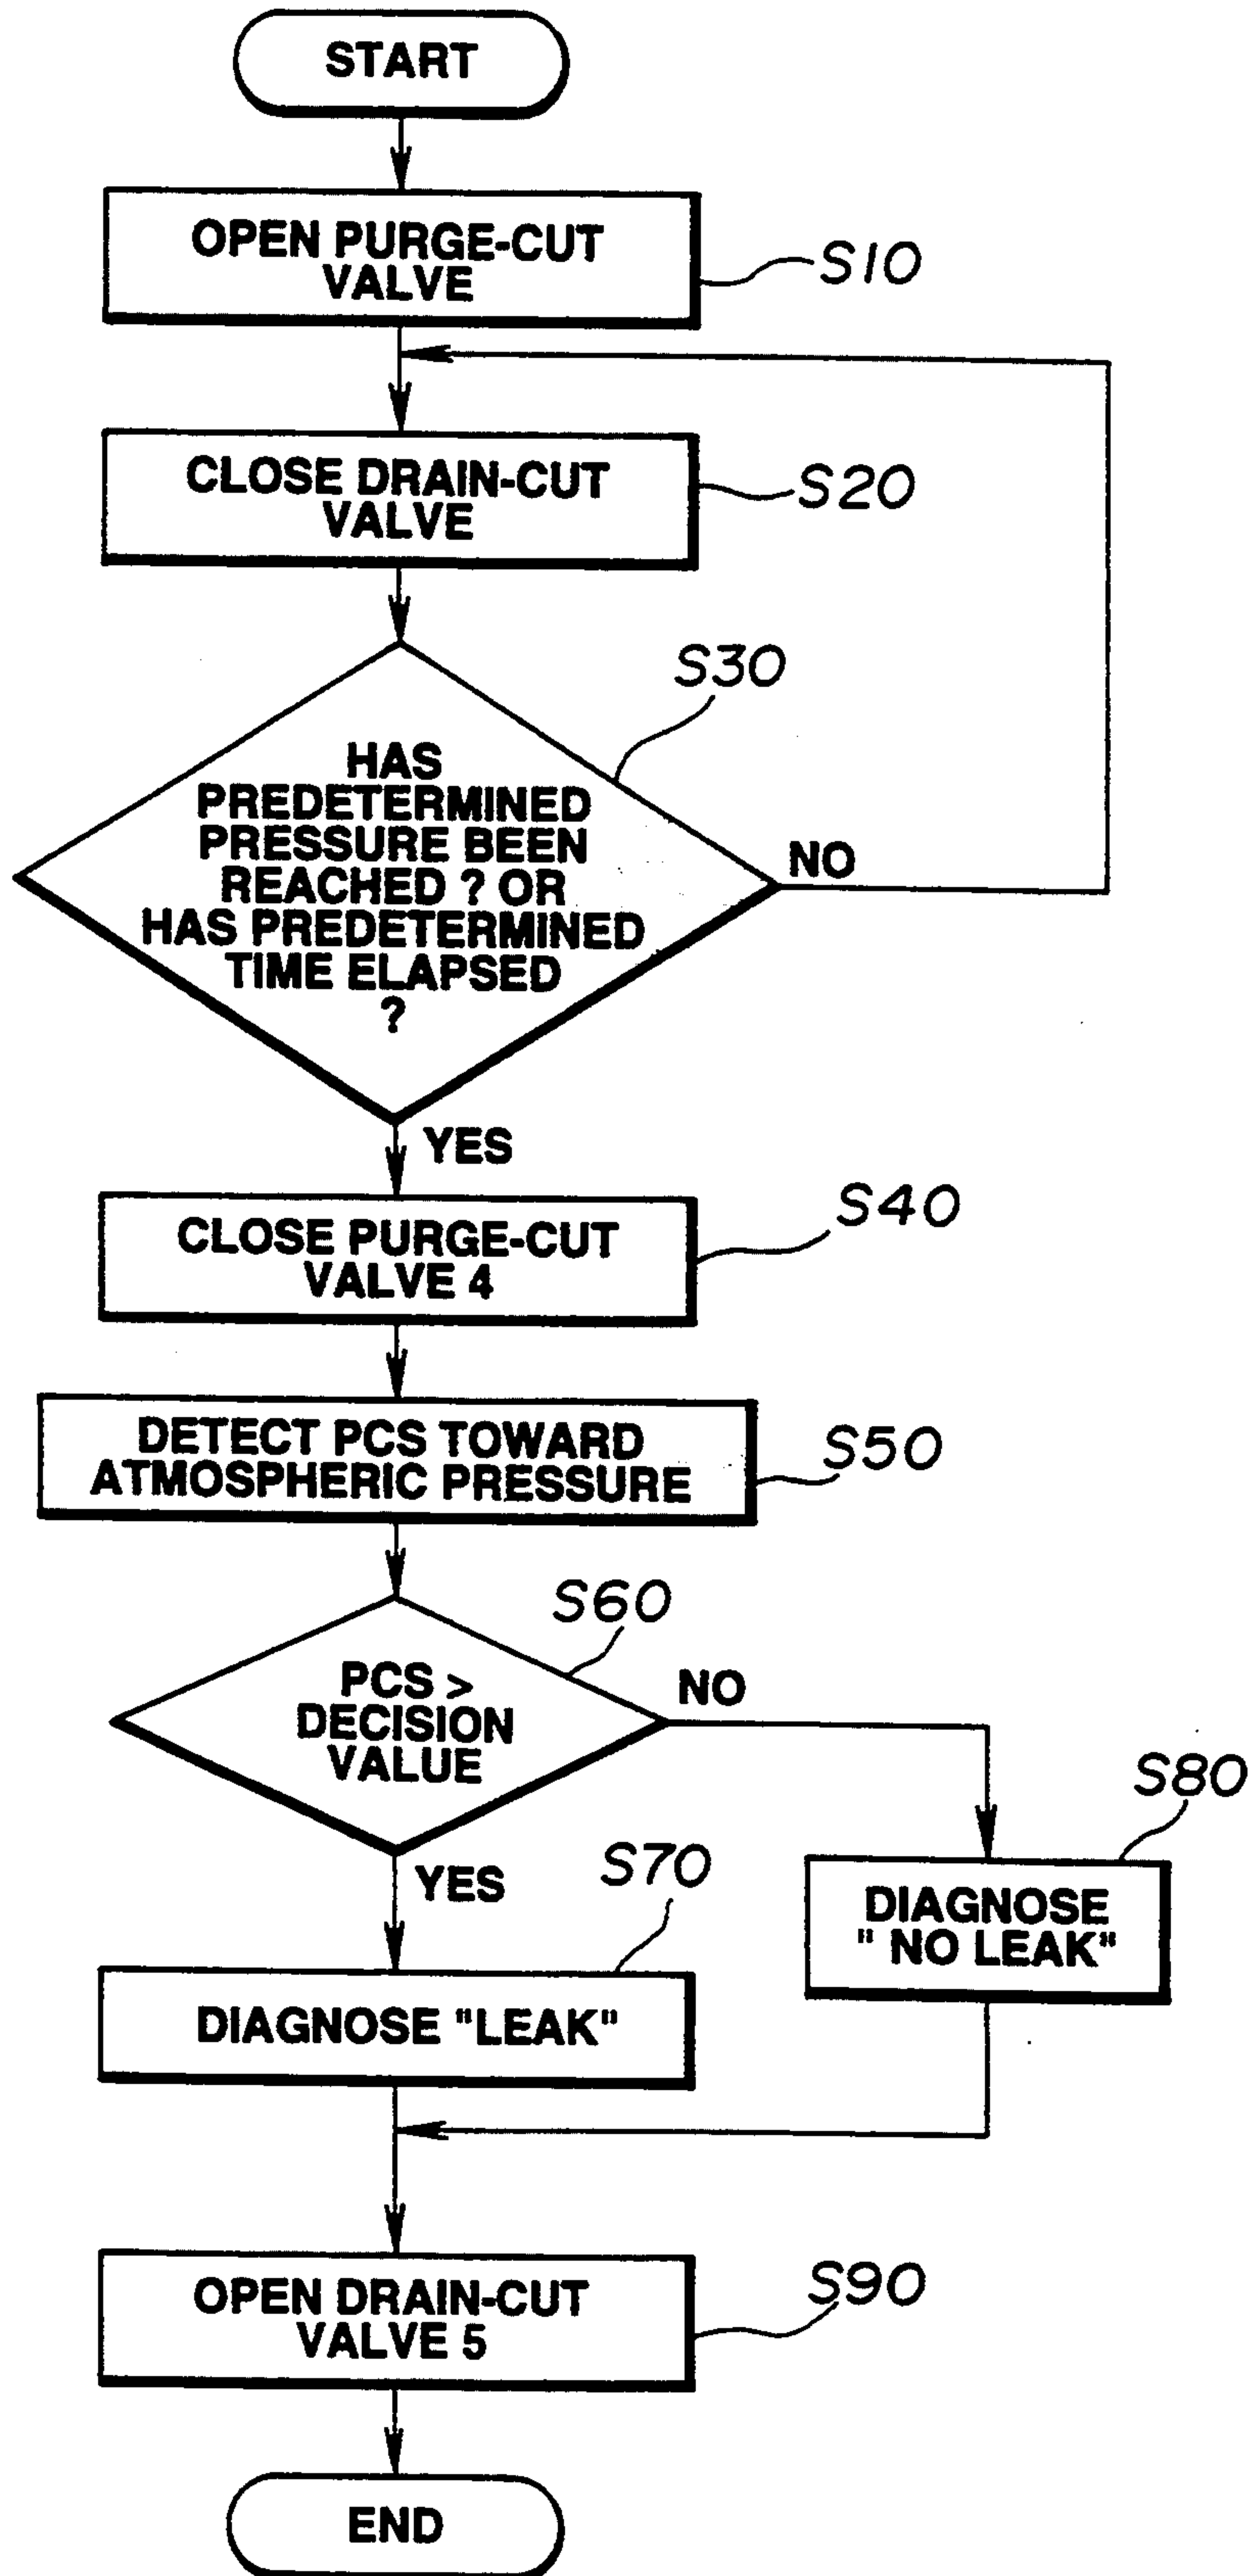 START
OPEN PURGE-CUT
VALVE
S10
CLOSE DRAIN-CUT
VALVE
S20
S30
HAS
PREDETERMINED
PRESSURE BEEN
REACHED ? OR
HAS PREDETERMINED
TIME ELAPSED
?
NO
YES
CLOSE PURGE-CUT
VALVE 4
S40
DETECT PCS TOWARD
ATMOSPHERIC PRESSURE
S50
S60
PCS >
DECISION
VALUE
NO
YES
S70
DIAGNOSE "LEAK"
S80
DIAGNOSE
" NO LEAK"
OPEN DRAIN-CUT
VALVE 5
S90
END